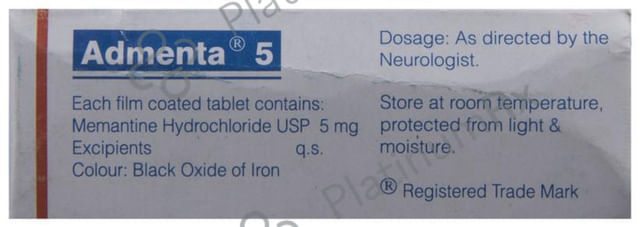 Admenta® 5
Each film coated tablet contains:
Memantine Hydrochloride USP 5 mg
Excipients q.s.
Colour: Black Oxide of Iron
Dosage: As directed by the
Neurologist.
Store at room temperature,
protected from light &
moisture.
® Registered Trade Mark